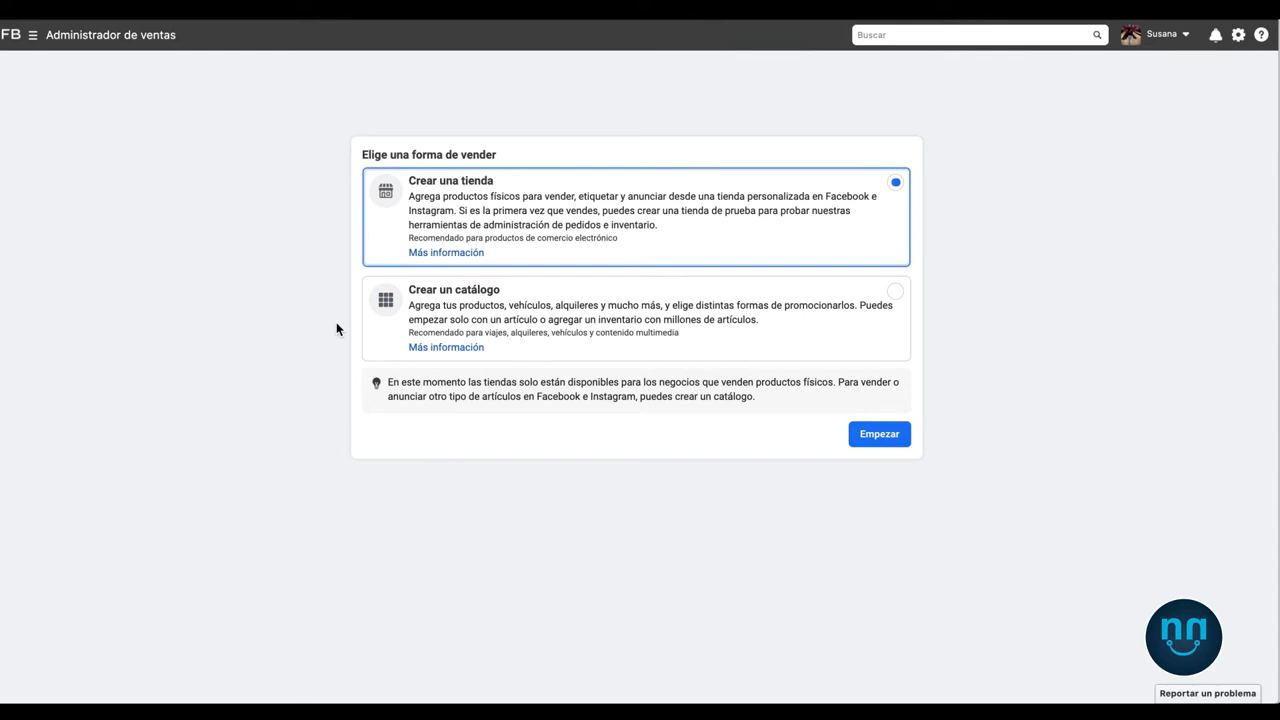 FB
Administrador de ventas
Buscar
Susana
Elige una forma de vender
Crear una tienda
Agrega productos físicos para vender, etiquetar y anunciar desde una tienda personalizada en Facebook e
Instagram. Si es la primera vez que vendes, puedes crear una tienda de prueba para probar nuestras
herramientas de administración de pedidos e inventario.
Recomendado para productos de comercio electrónico
Más información
Crear un catálogo
Agrega tus productos, vehículos, alquileres y mucho más, y elige distintas formas de promocionarlos. Puedes
empezar solo con un artículo o agregar un inventario con millones de artículos.
Recomendado para viajes, alquileres, vehículos y contenido multimedia
Más información
En este momento las tiendas solo están disponibles para los negocios que venden productos físicos. Para vender o
anunciar otro tipo de artículos en Facebook e Instagram, puedes crear un catálogo.
Empezar
Reportar un problema